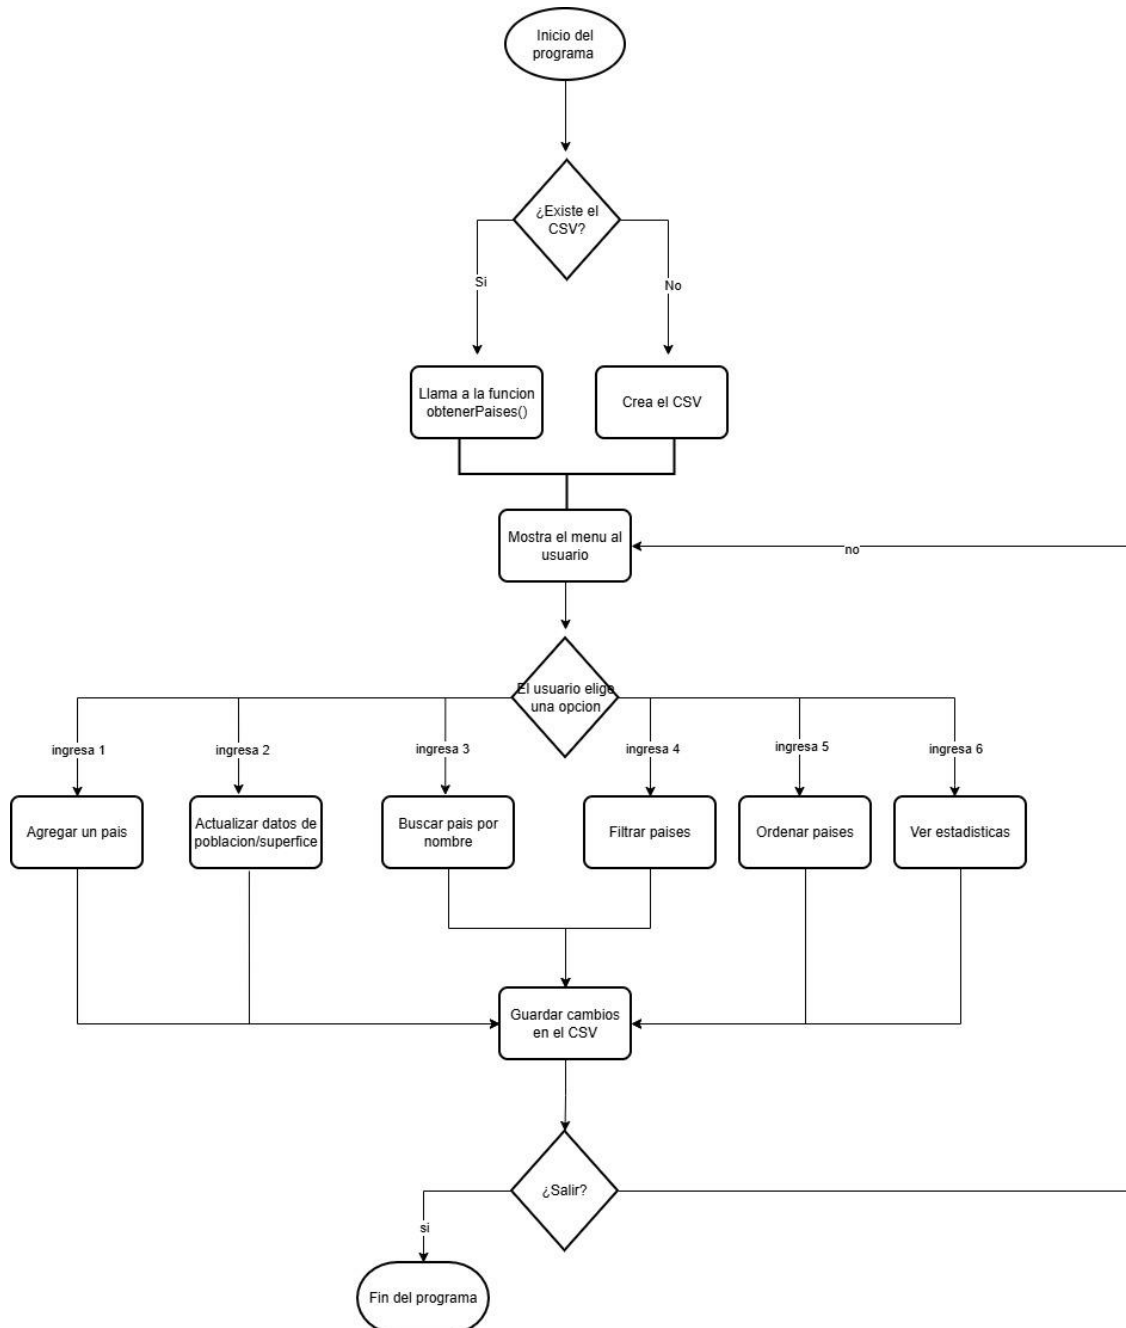 Inicio del
programa
¿Existe el
CSV?
Si
No
Llama a la funcion
obtenerPaises()
Crea el CSV
Mostra el menu al
usuario
no
El usuario elige
una opcion
ingresa 1
ingresa 2
ingresa 3
ingresa 4
ingresa 5
ingresa 6
Agregar un pais
Actualizar datos de
poblacion/superfice
Buscar pais por
nombre
Filtrar paises
Ordenar paises
Ver estadisticas
Guardar cambios
en el CSV
¿Salir?
si
Fin del programa